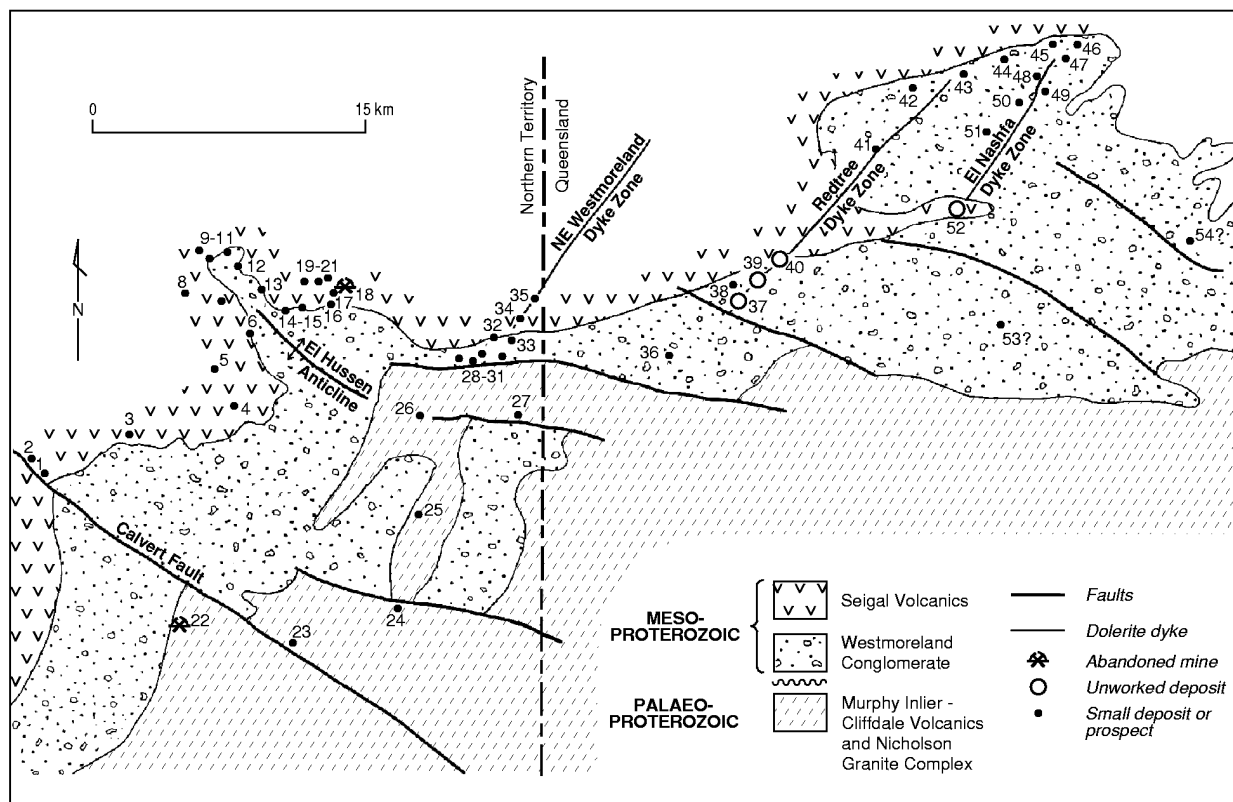 0
15 km
N
Northern Territory
Queensland
NE Westmoreland
Dyke Zone
Redtree
Dyke Zone
El Nashfa
Dyke Zone
El Hussen
Anticline
Calvert Fault
45
46
44
47
43
48
42
49
50
51
41
52
54?
9-11
12
19-21
8
13
18
17
16
14-15
39
40
35
38
34
37
6
32
33
53?
5
28-31
36
4
26
27
3
2
1
25
22
24
23
MESO-
PROTEROZOIC
PALAEO-
PROTEROZOIC
Seigal Volcanics
Westmoreland
Conglomerate
Murphy Inlier -
Cliffdale Volcanics
and Nicholson
Granite Complex
Faults
Dolerite dyke
Abandoned mine
Unworked deposit
Small deposit or
prospect